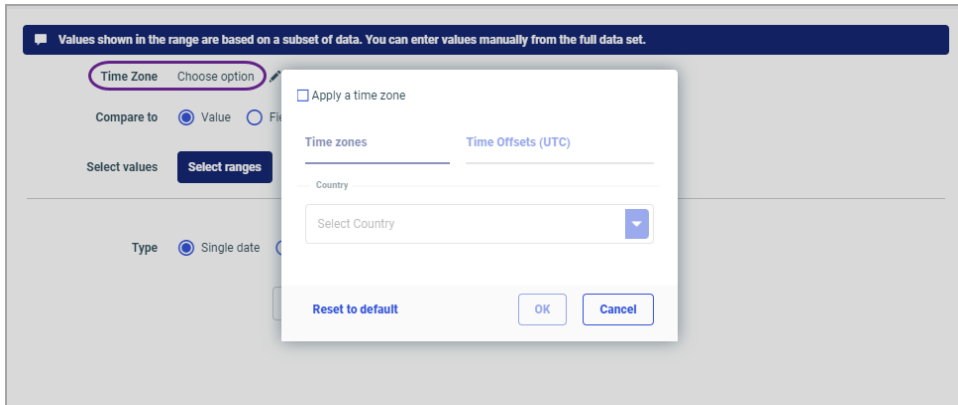 Values shown in the range are based on a subset of data. You can enter values manually from the full data set.
Time Zone Choose option
Apply a time zone
Compare to Value
Time zones Time Offsets (UTC)
Select values Select ranges
Country
Select Country
Type Single date
Reset to default OK Cancel